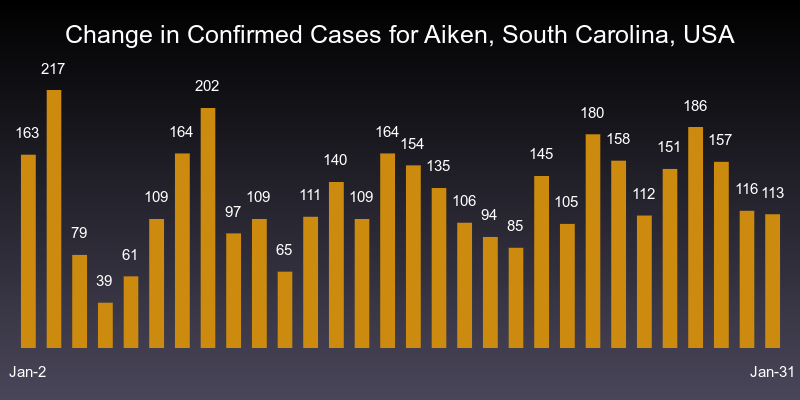 Change in Confirmed Cases for Aiken, South Carolina, USA
163 217 79 39 61 109 164 202 97 109 65 111 140 109 164 154 135 106 94 85 145 105 180 158 112 151 186 157 116 113
Jan-2 Jan-31